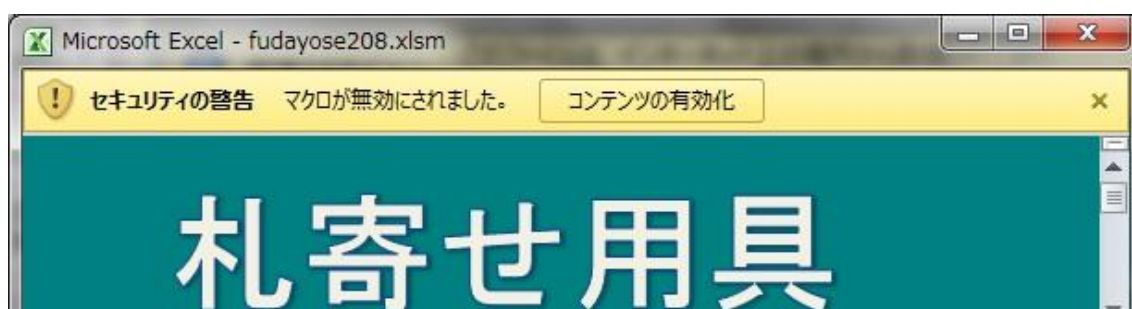 Microsoft Excel - fudayose208.xlsm
セキュリティの警告 マクロが無効にされました。 コンテンツの有効化
札寄せ用具